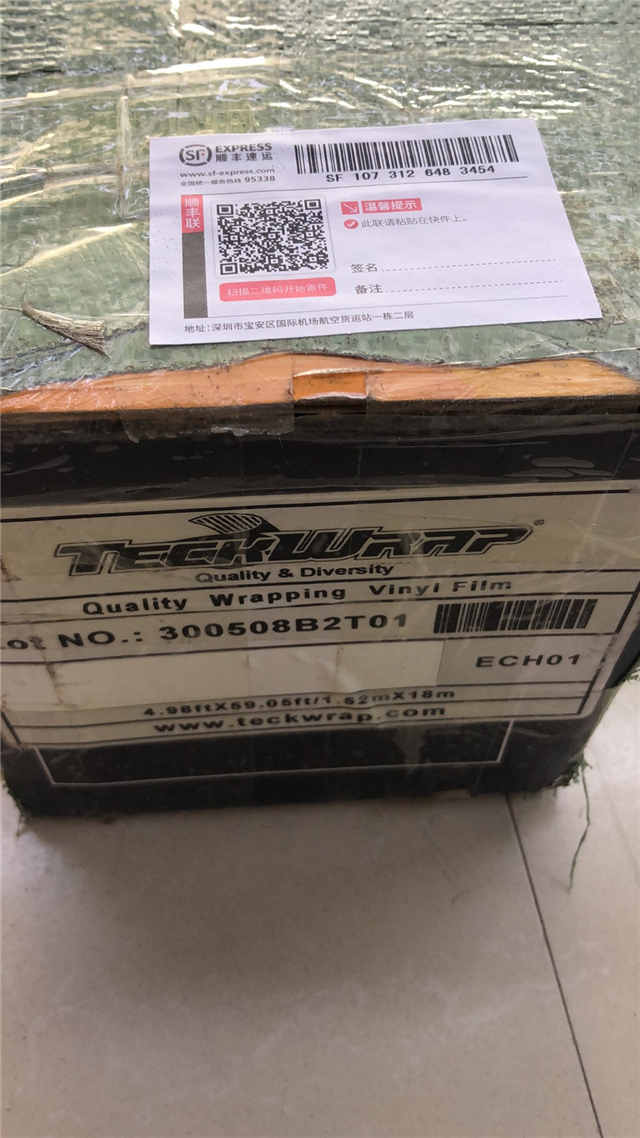 SF EXPRESS
顺丰速运
www.sf-express.com
全国统一服务热线 95338
SF 107 312 648 3454
顺丰联
温馨提示
此联请粘贴在快件上。
扫描二维码开始寄件
签名
备注
地址:深圳市宝安区国际机场航空货运站一栋二层
TECKWRAP®
Quality & Diversity
Quality Wrapping Vinyl Film
Lot NO.: 300508B2T01
ECH01
4.98ftX59.05ft/1.52mX18m
www.teckwrap.com